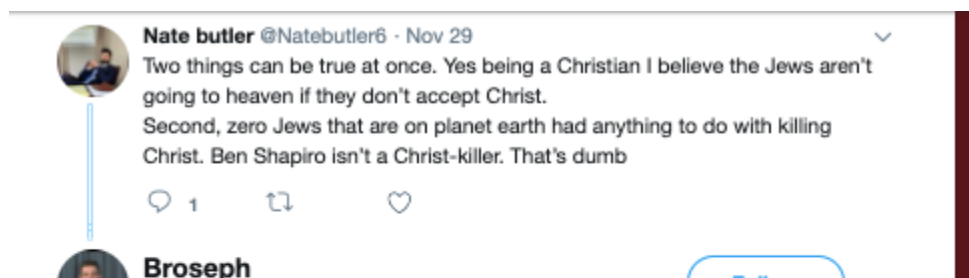 Nate butler @Natebutler6 · Nov 29
Two things can be true at once. Yes being a Christian I believe the Jews aren't
going to heaven if they don't accept Christ.
Second, zero Jews that are on planet earth had anything to do with killing
Christ. Ben Shapiro isn't a Christ-killer. That's dumb
1
Broseph